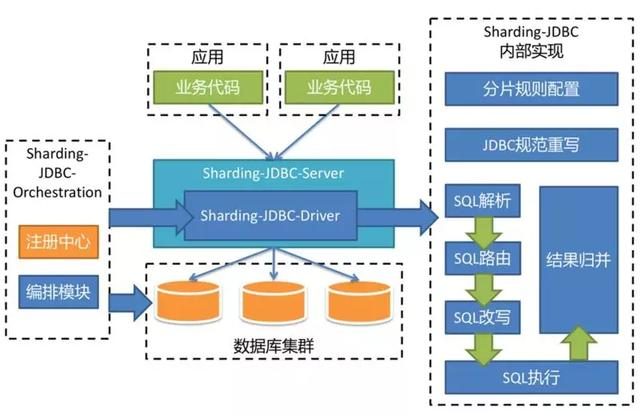 应用
业务代码
应用
业务代码
Sharding-
JDBC-
Orchestration
注册中心
编排模块
Sharding-JDBC-Server
Sharding-JDBC-Driver
数据库集群
Sharding-JDBC
内部实现
分片规则配置
JDBC规范重写
SQL解析
SQL路由
SQL改写
结果归并
SQL执行